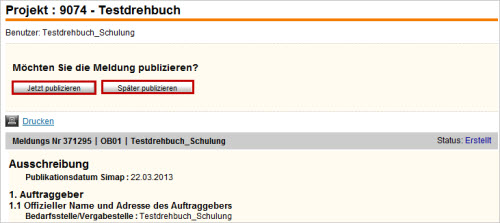 Projekt : 9074 - Testdrehbuch
Benutzer: Testdrehbuch_Schulung
Möchten Sie die Meldung publizieren?
Jetzt publizieren Später publizieren
Drucken
Meldungs Nr 371295 | OB01 | Testdrehbuch_Schulung Status: Erstellt
Ausschreibung
Publikationsdatum Simap : 22.03.2013
1. Auftraggeber
1.1 Offizieller Name und Adresse des Auftraggebers
Bedarfsstelle/Vergabestelle : Testdrehbuch_Schulung